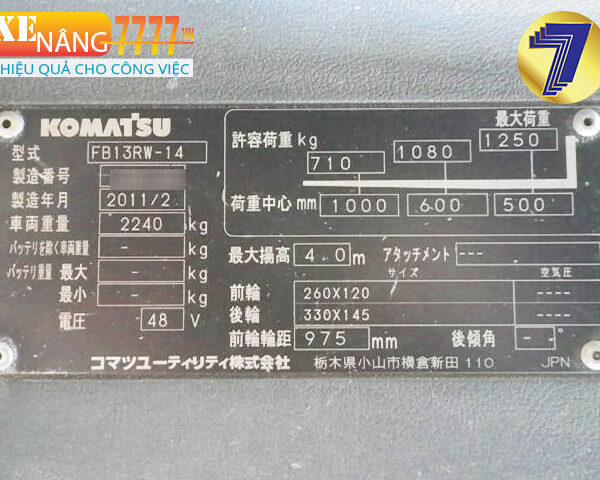 XE
NÂNG7777.VN
HIỆU QUẢ CHO CÔNG VIỆC
7
KOMATSU
型式 FB13RW-14
製造番号
製造年月 2011/2
車両重量 2240 kg
バッテリを除く車両重量 - kg
バッテリ重量 最大 - kg
最小 - kg
電圧 48 V
最大荷重
許容荷重 kg 710 1080 1250
荷重中心 mm 1000 600 500
最大揚高 4.0 m アタッチメント ---
サイズ 空気圧
前輪 260X120 ----
後輪 330X145 ----
前輪輪距 975 mm 後傾角 -- °
コマツユーティリティ株式会社 栃木県小山市横倉新田 110 JPN